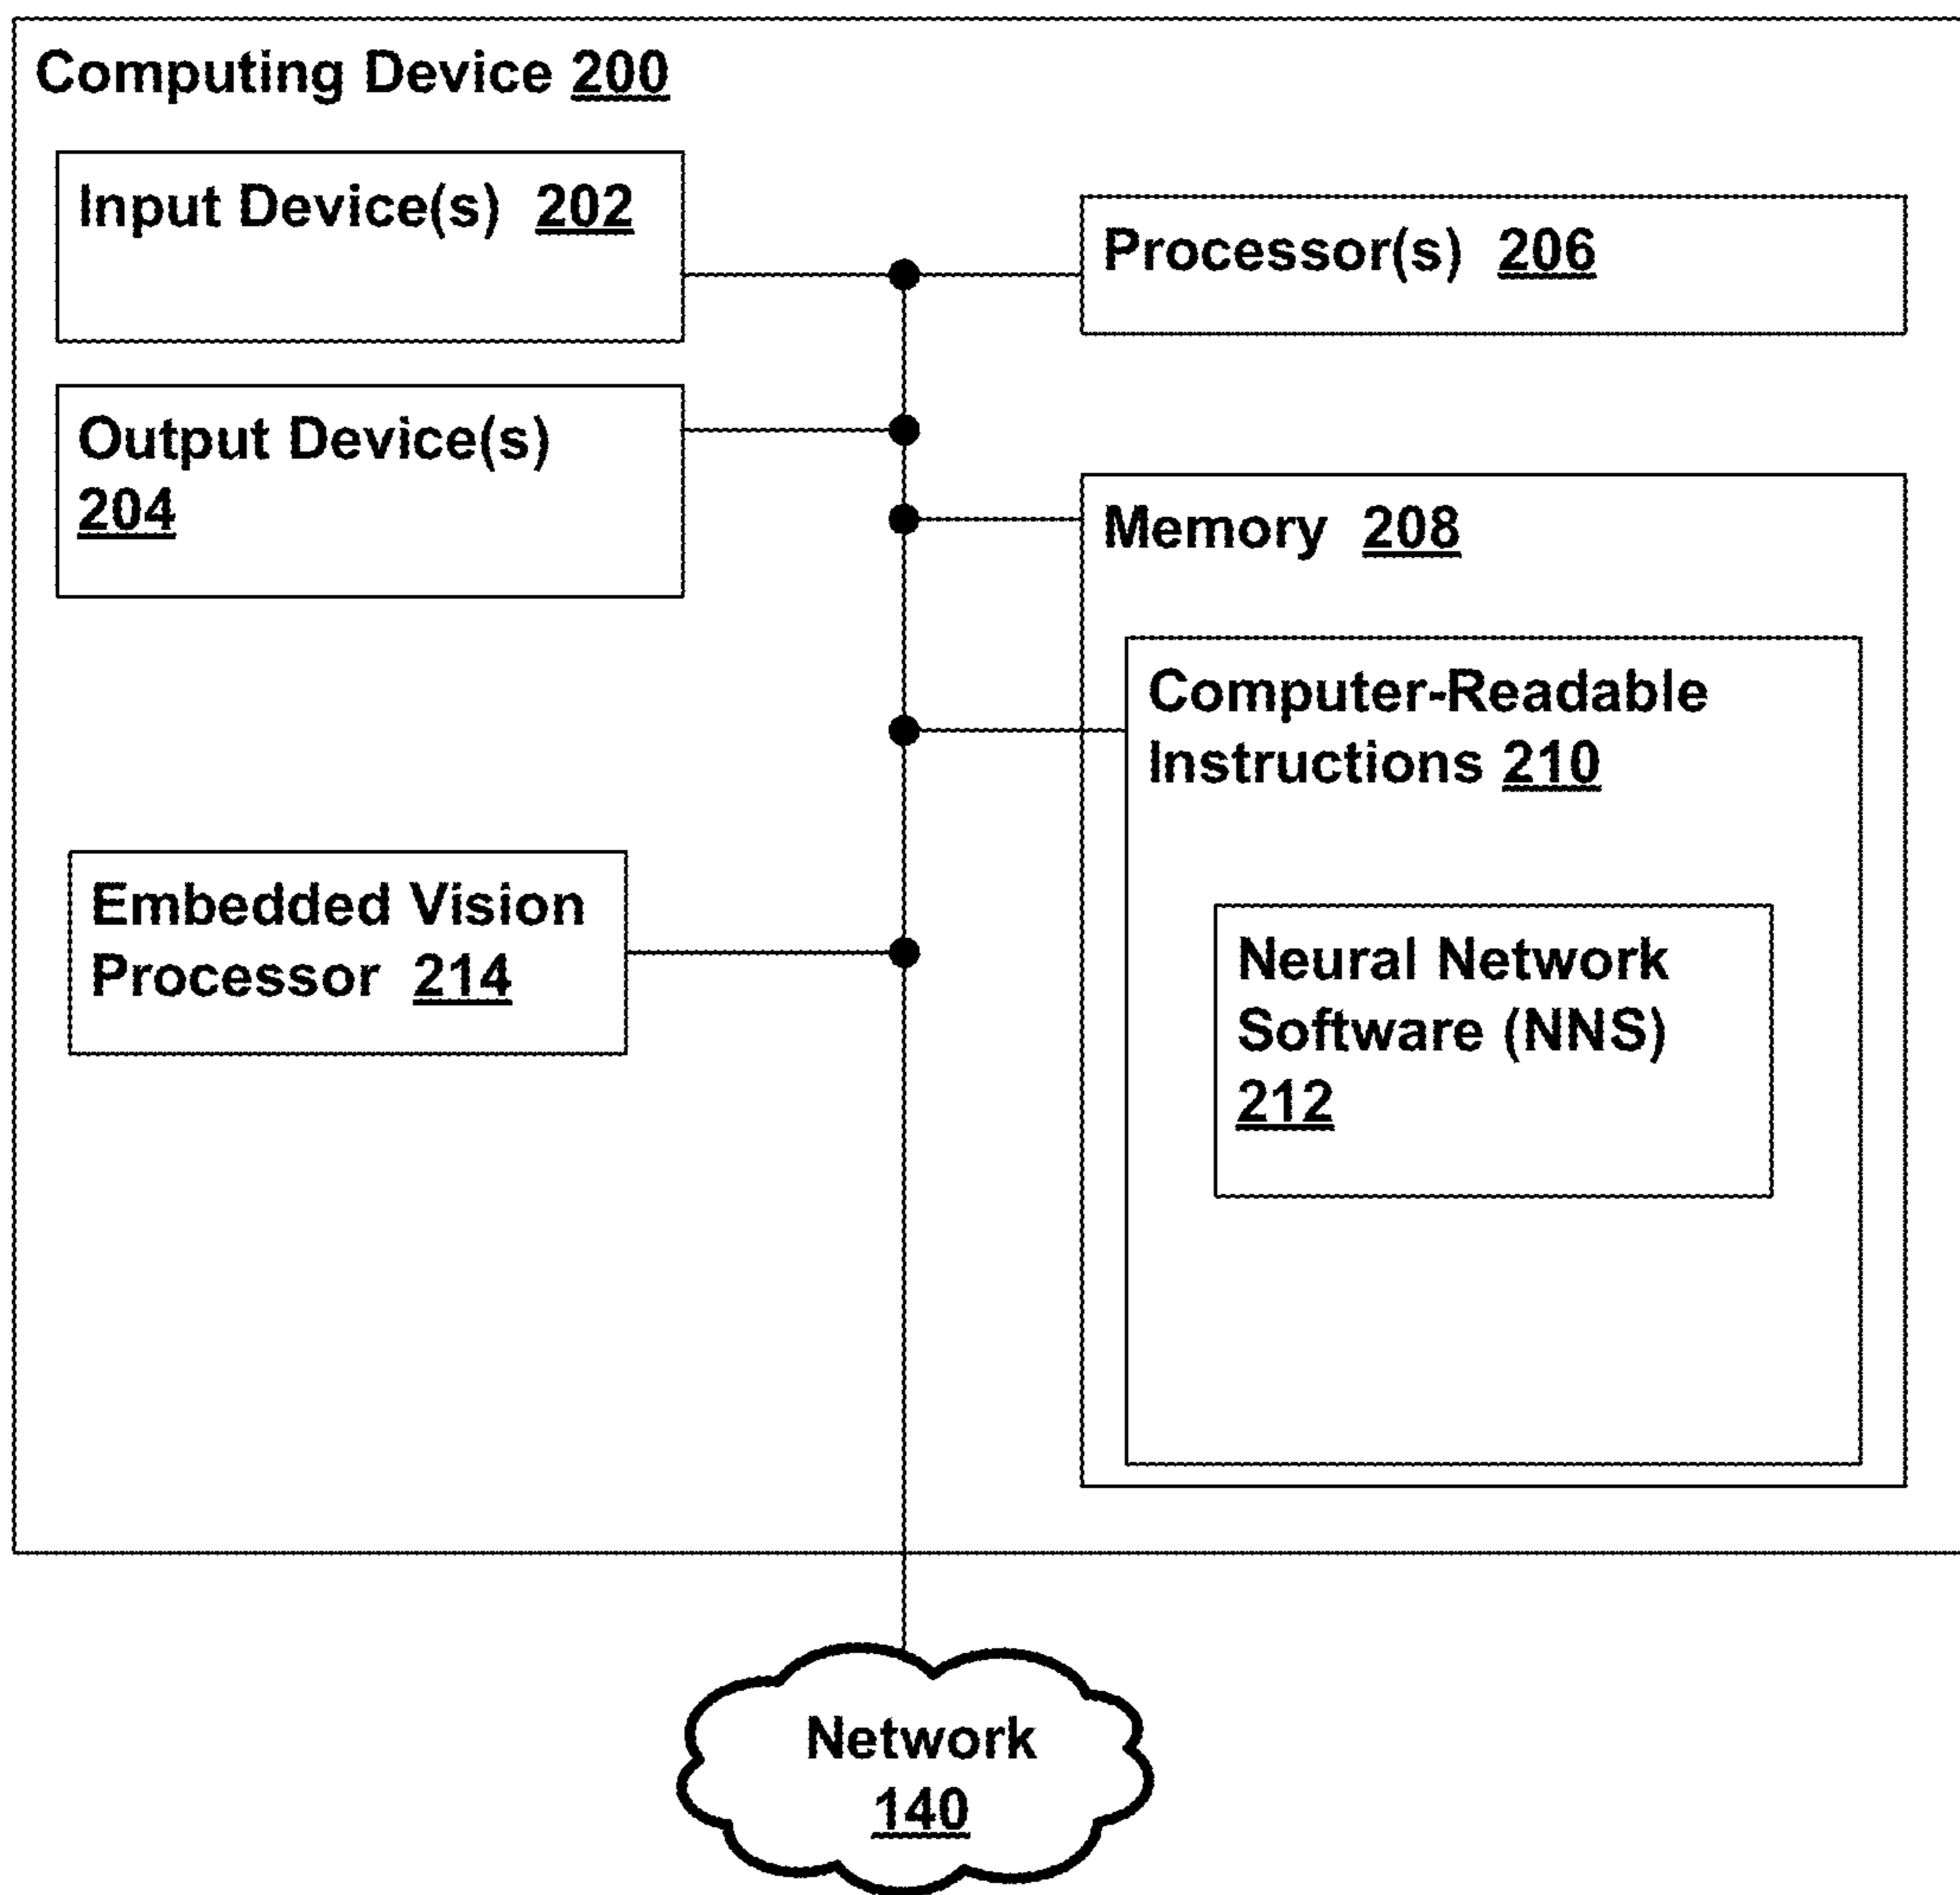 Computing Device 200
Input Device(s) 202
Processor(s) 206
Output Device(s)
204
Memory 208
Computer-Readable
Instructions 210
Embedded Vision
Processor 214
Neural Network
Software (NNS)
212
Network
140